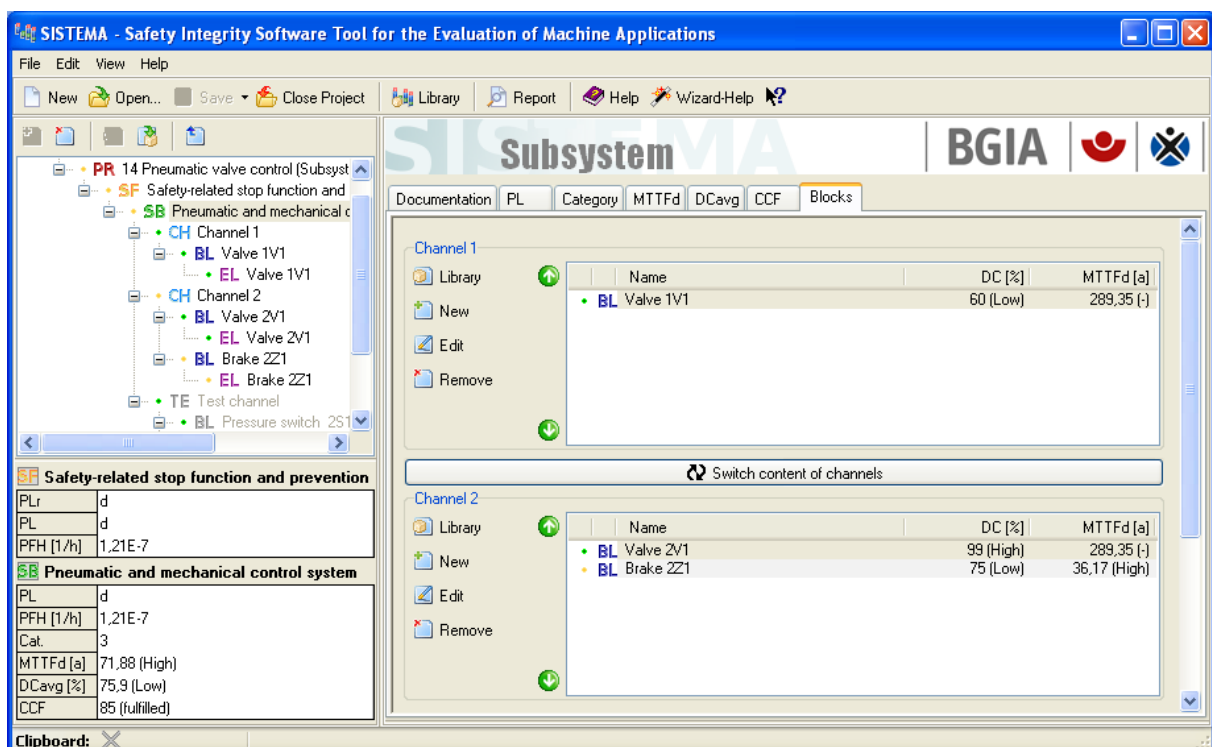 SISTEMA - Safety Integrity Software Tool for the Evaluation of Machine Applications
File Edit View Help
New Open... Save Close Project Library Report Help Wizard-Help
PR 14 Pneumatic valve control (Subsyst
SF Safety-related stop function and
SB Pneumatic and mechanical c
CH Channel 1
BL Valve 1V1
EL Valve 1V1
CH Channel 2
BL Valve 2V1
EL Valve 2V1
BL Brake 2Z1
EL Brake 2Z1
TE Test channel
BL Pressure switch 2S1
SF Safety-related stop function and prevention
PLr d
PL d
PFH [1/h] 1,21E-7
SB Pneumatic and mechanical control system
PL d
PFH [1/h] 1,21E-7
Cat. 3
MTTFd [a] 71,88 (High)
DCavg [%] 75,9 (Low)
CCF 85 (fulfilled)
Clipboard:
SISTEMA
Subsystem BGIA
Documentation PL Category MTTFd DCavg CCF Blocks
Channel 1
Library
New
Edit
Remove
Name DC [%] MTTFd [a]
BL Valve 1V1 60 (Low) 289,35 (-)
Switch content of channels
Channel 2
Library
New
Edit
Remove
Name DC [%] MTTFd [a]
BL Valve 2V1 99 (High) 289,35 (-)
BL Brake 2Z1 75 (Low) 36,17 (High)